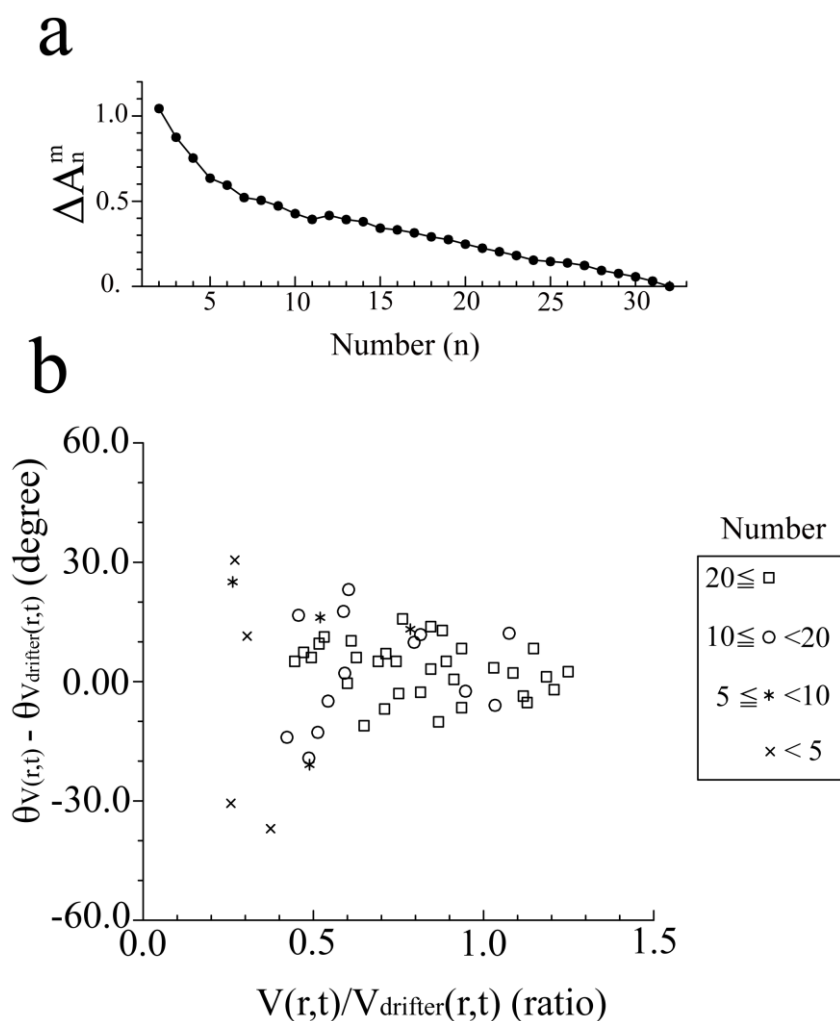 a
ΔAₙᵐ
1.0
0.5
0.
5 10 15 20 25 30
Number (n)
b
θV(r,t) - θVdrifter(r,t) (degree)
60.0
30.0
0.00
-30.0
-60.0
0.0 0.5 1.0 1.5
V(r,t)/Vdrifter(r,t) (ratio)
Number
20≦ □
10≦ ○ <20
5 ≦ * <10
× < 5